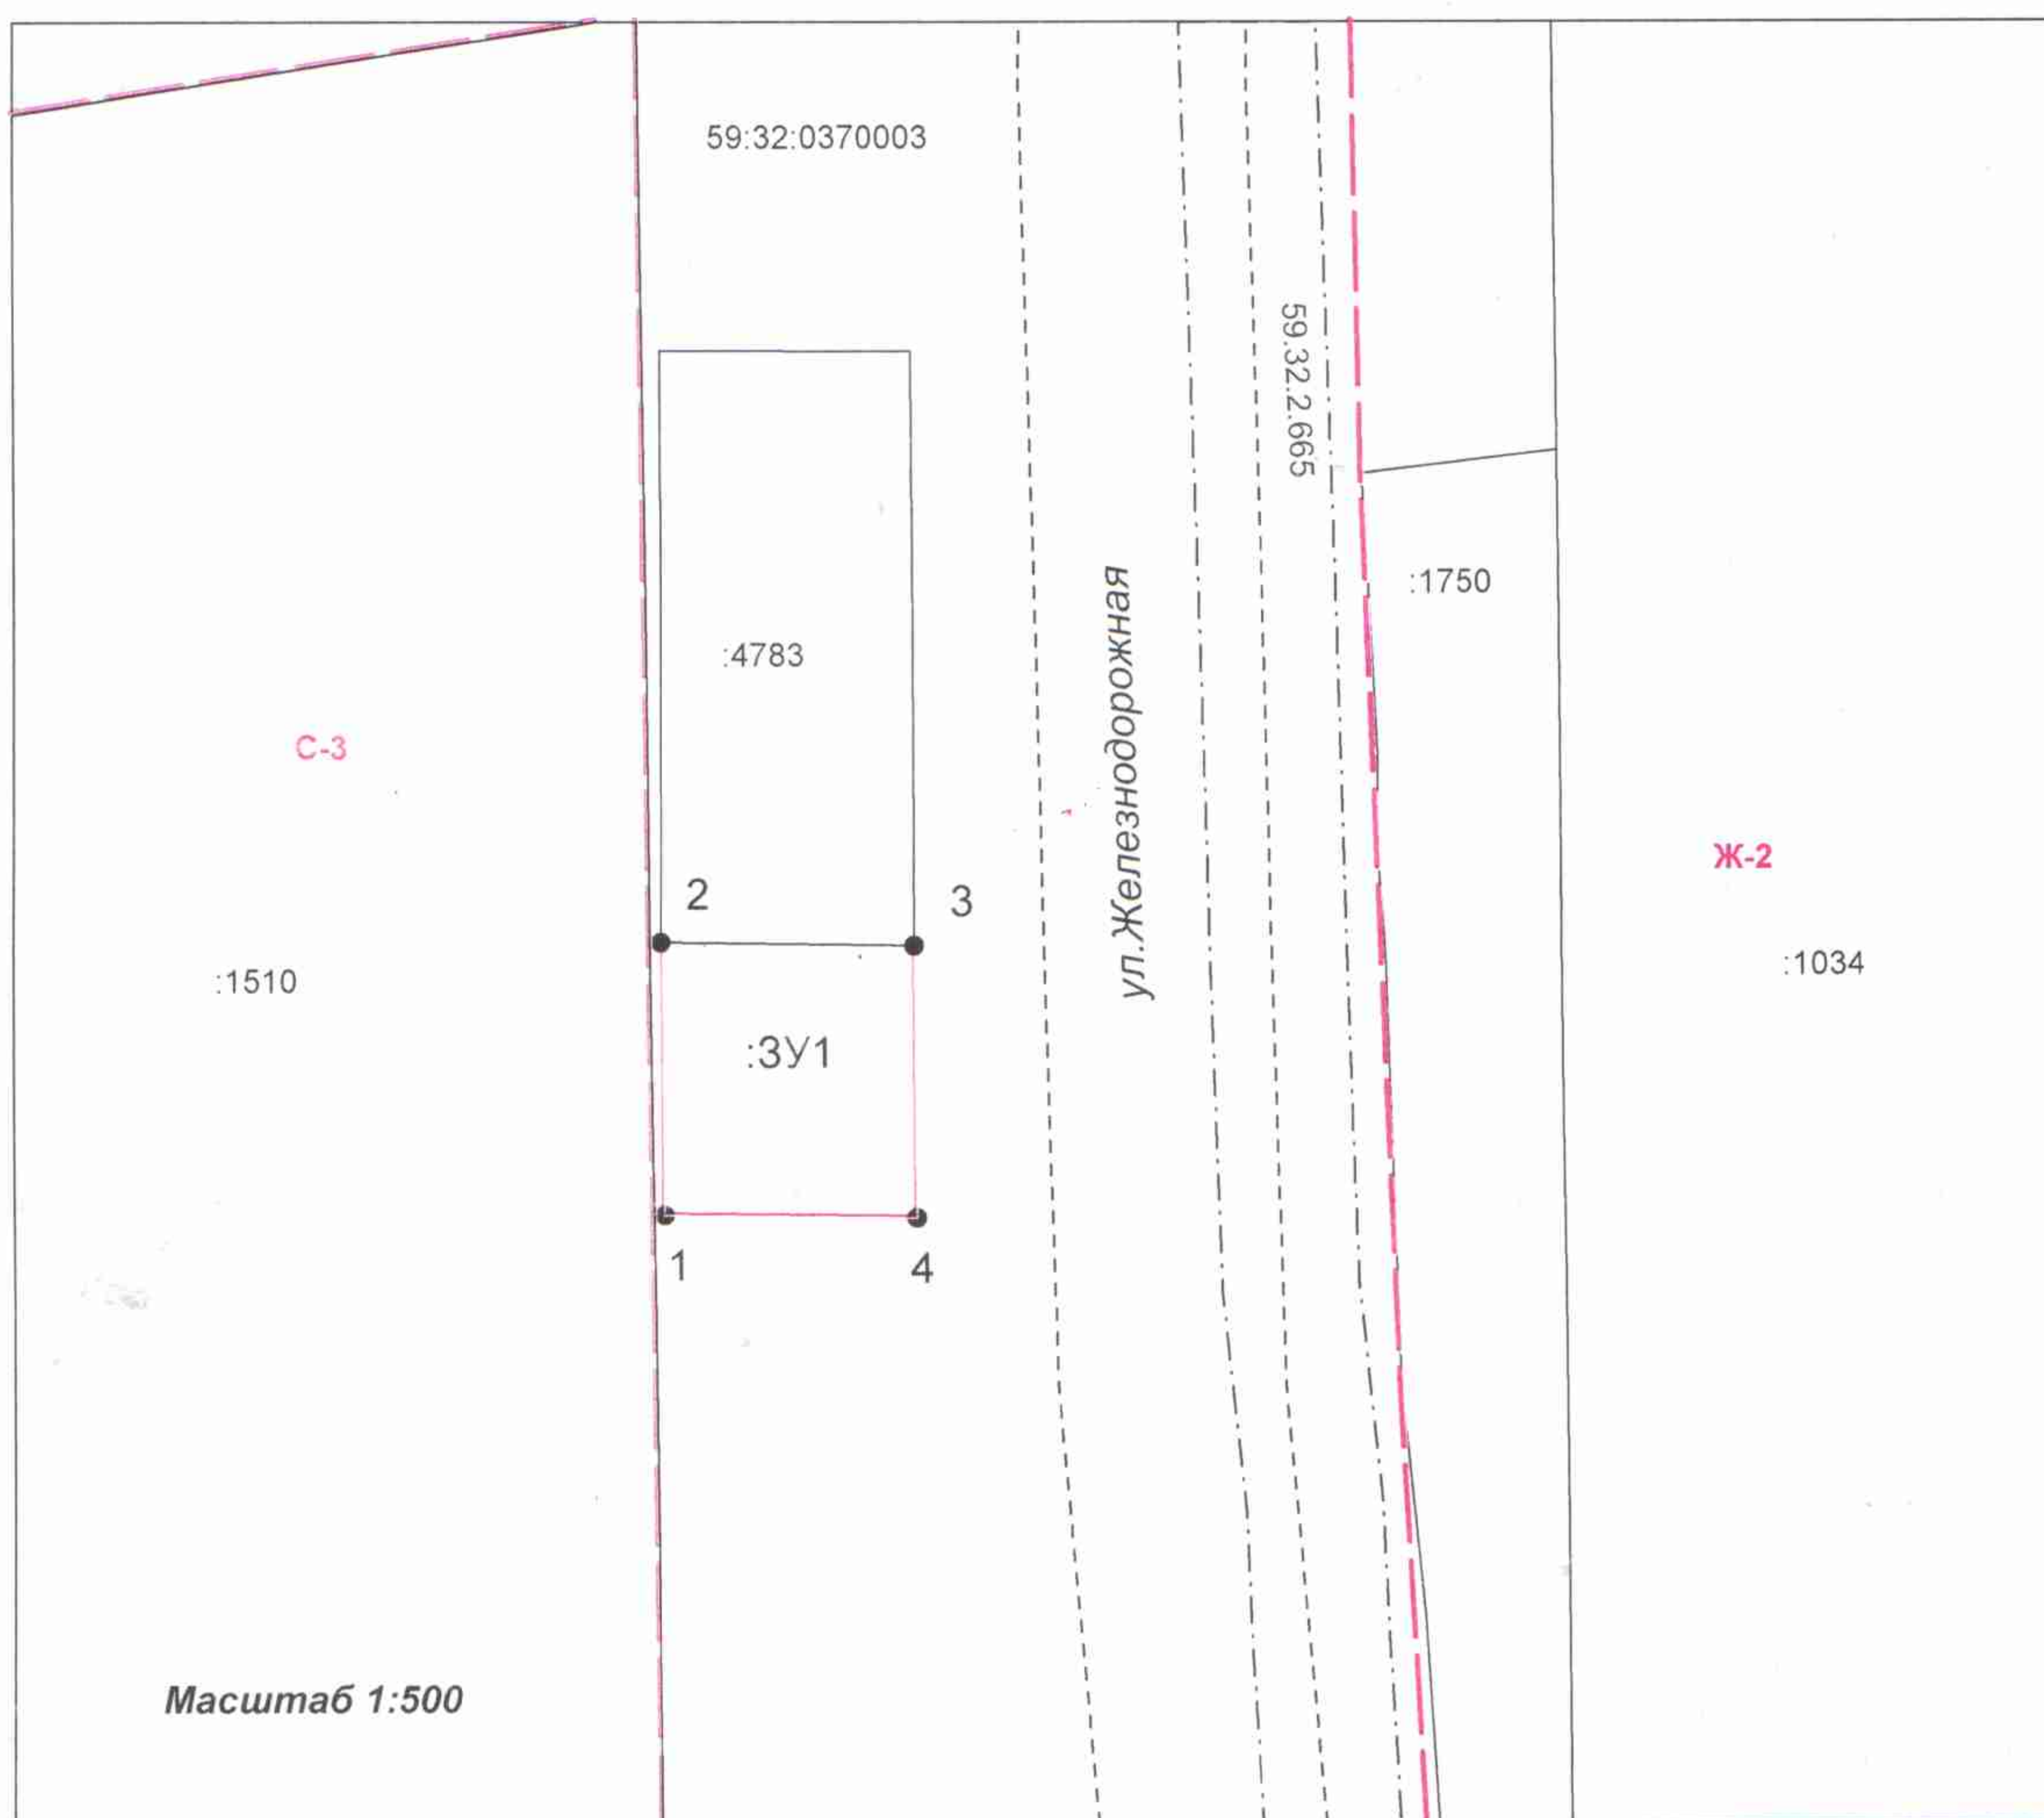 59:32:0370003
59.32.2.665
:1750
:4783
ул.Железнодорожная
С-3
Ж-2
2
3
:1510
:1034
:ЗУ1
1
4
Масштаб 1:500